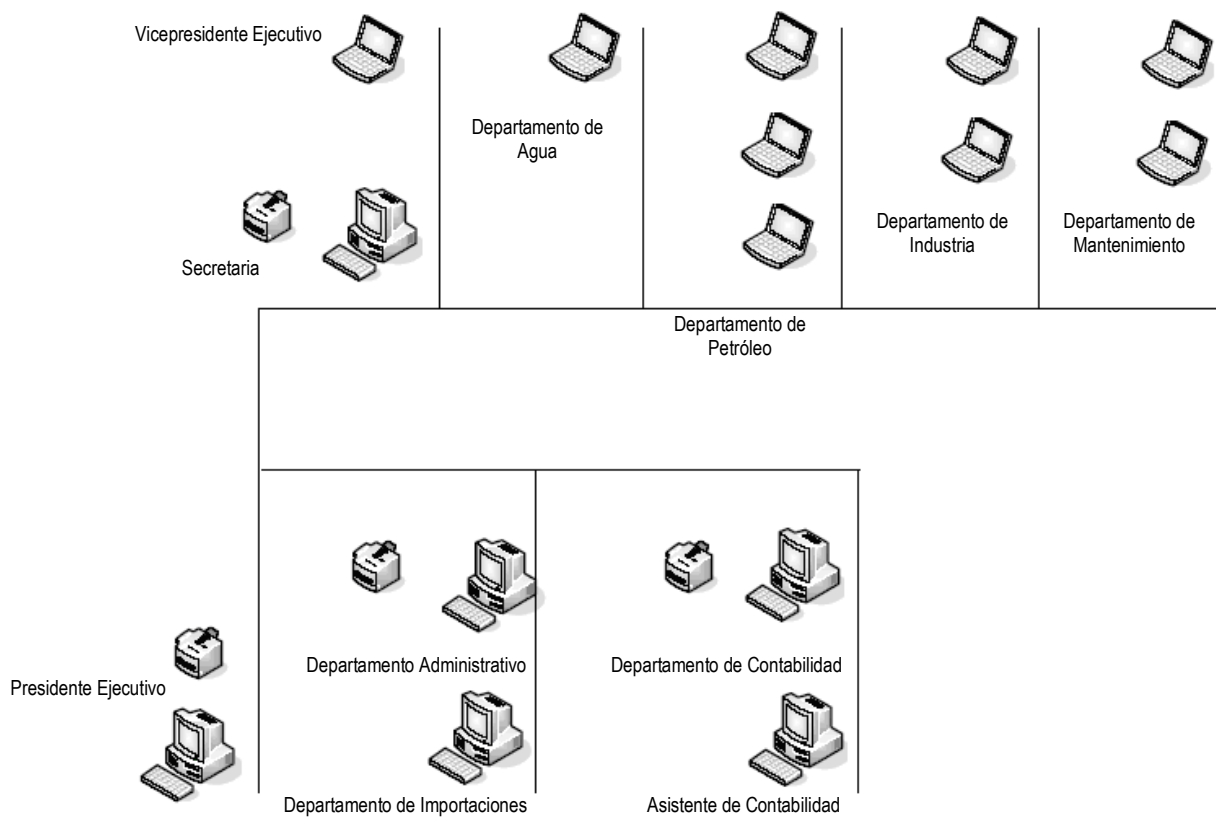 Vicepresidente Ejecutivo
Departamento de
Agua
Secretaria
Departamento de
Industria
Departamento de
Mantenimiento
Departamento de
Petróleo
Departamento Administrativo
Departamento de Contabilidad
Presidente Ejecutivo
Departamento de Importaciones
Asistente de Contabilidad